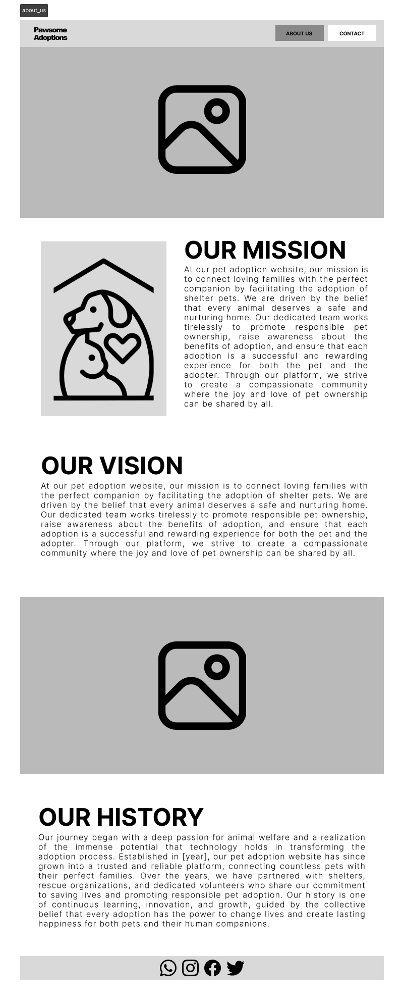 about_us
Pawsome
Adoptions
ABOUT US
CONTACT
OUR MISSION
At our pet adoption website, our mission is
to connect loving families with the perfect
companion by facilitating the adoption of
shelter pets. We are driven by the belief
that every animal deserves a safe and
nurturing home. Our dedicated team works
tirelessly to promote responsible pet
ownership, raise awareness about the
benefits of adoption, and ensure that each
adoption is a successful and rewarding
experience for both the pet and the
adopter. Through our platform, we strive
to create a compassionate community
where the joy and love of pet ownership
can be shared by all.
OUR VISION
At our pet adoption website, our mission is to connect loving families with
the perfect companion by facilitating the adoption of shelter pets. We are
driven by the belief that every animal deserves a safe and nurturing home.
Our dedicated team works tirelessly to promote responsible pet ownership,
raise awareness about the benefits of adoption, and ensure that each
adoption is a successful and rewarding experience for both the pet and the
adopter. Through our platform, we strive to create a compassionate
community where the joy and love of pet ownership can be shared by all.
OUR HISTORY
Our journey began with a deep passion for animal welfare and a realization
of the immense potential that technology holds in transforming the
adoption process. Established in [year], our pet adoption website has since
grown into a trusted and reliable platform, connecting countless pets with
their perfect families. Over the years, we have partnered with shelters,
rescue organizations, and dedicated volunteers who share our commitment
to saving lives and promoting responsible pet adoption. Our history is one
of continuous learning, innovation, and growth, guided by the collective
belief that every adoption has the power to change lives and create lasting
happiness for both pets and their human companions.